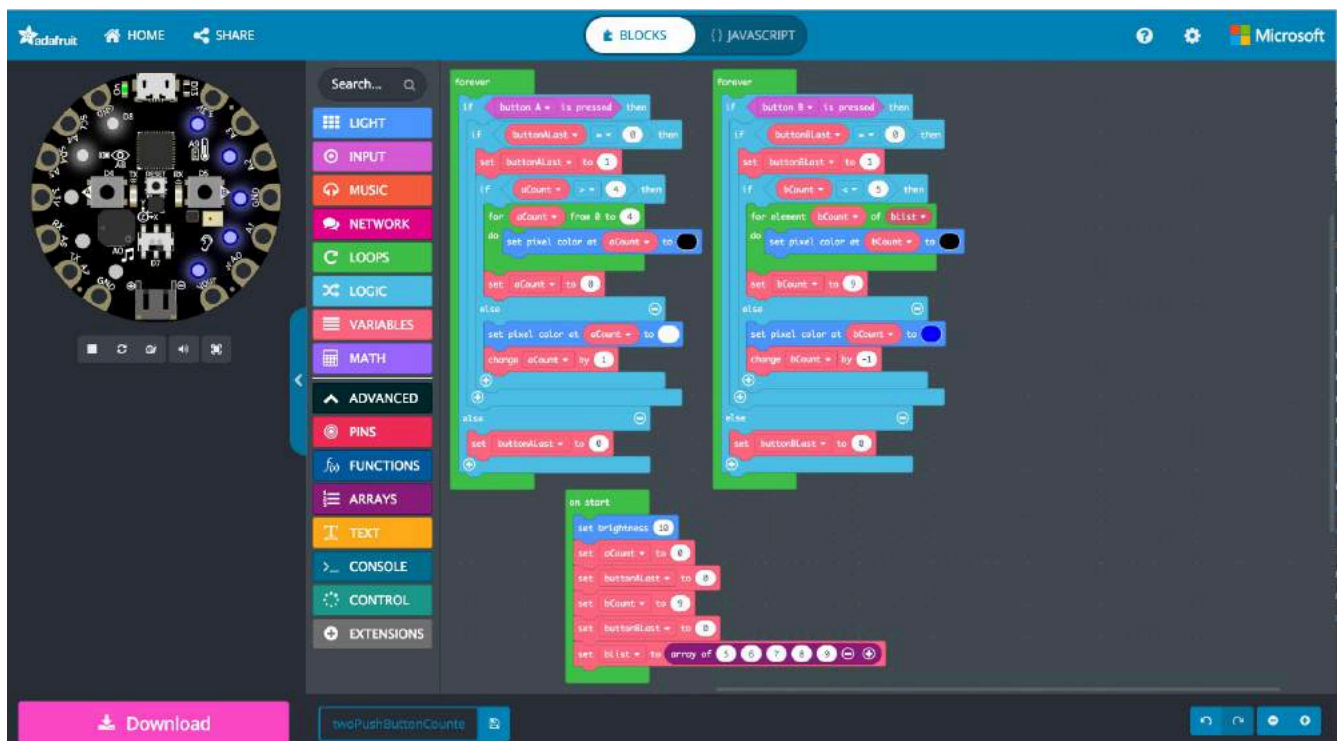 adafruit HOME SHARE BLOCKS {} JAVASCRIPT ? Microsoft
Search...
LIGHT
INPUT
MUSIC
NETWORK
LOOPS
LOGIC
VARIABLES
MATH
ADVANCED
PINS
FUNCTIONS
ARRAYS
TEXT
CONSOLE
CONTROL
EXTENSIONS
forever
if button A is pressed then
if buttonALast = 0 then
set buttonALast to 1
if aCount > 4 then
for aCount from 0 to 4
do set pixel color at aCount to
set aCount to 0
else
set pixel color at aCount to
change aCount by 1
else
set buttonALast to 0
forever
if button B is pressed then
if buttonBLast = 0 then
set buttonBLast to 1
if bCount < 5 then
for element bCount of bList
do set pixel color at bCount to
set bCount to 9
else
set pixel color at bCount to
change bCount by -1
else
set buttonBLast to 0
on start
set brightness 10
set aCount to 0
set buttonALast to 0
set bCount to 9
set buttonBLast to 0
set bList to array of 5 6 7 8 9
Download
twoPushButtonCounte